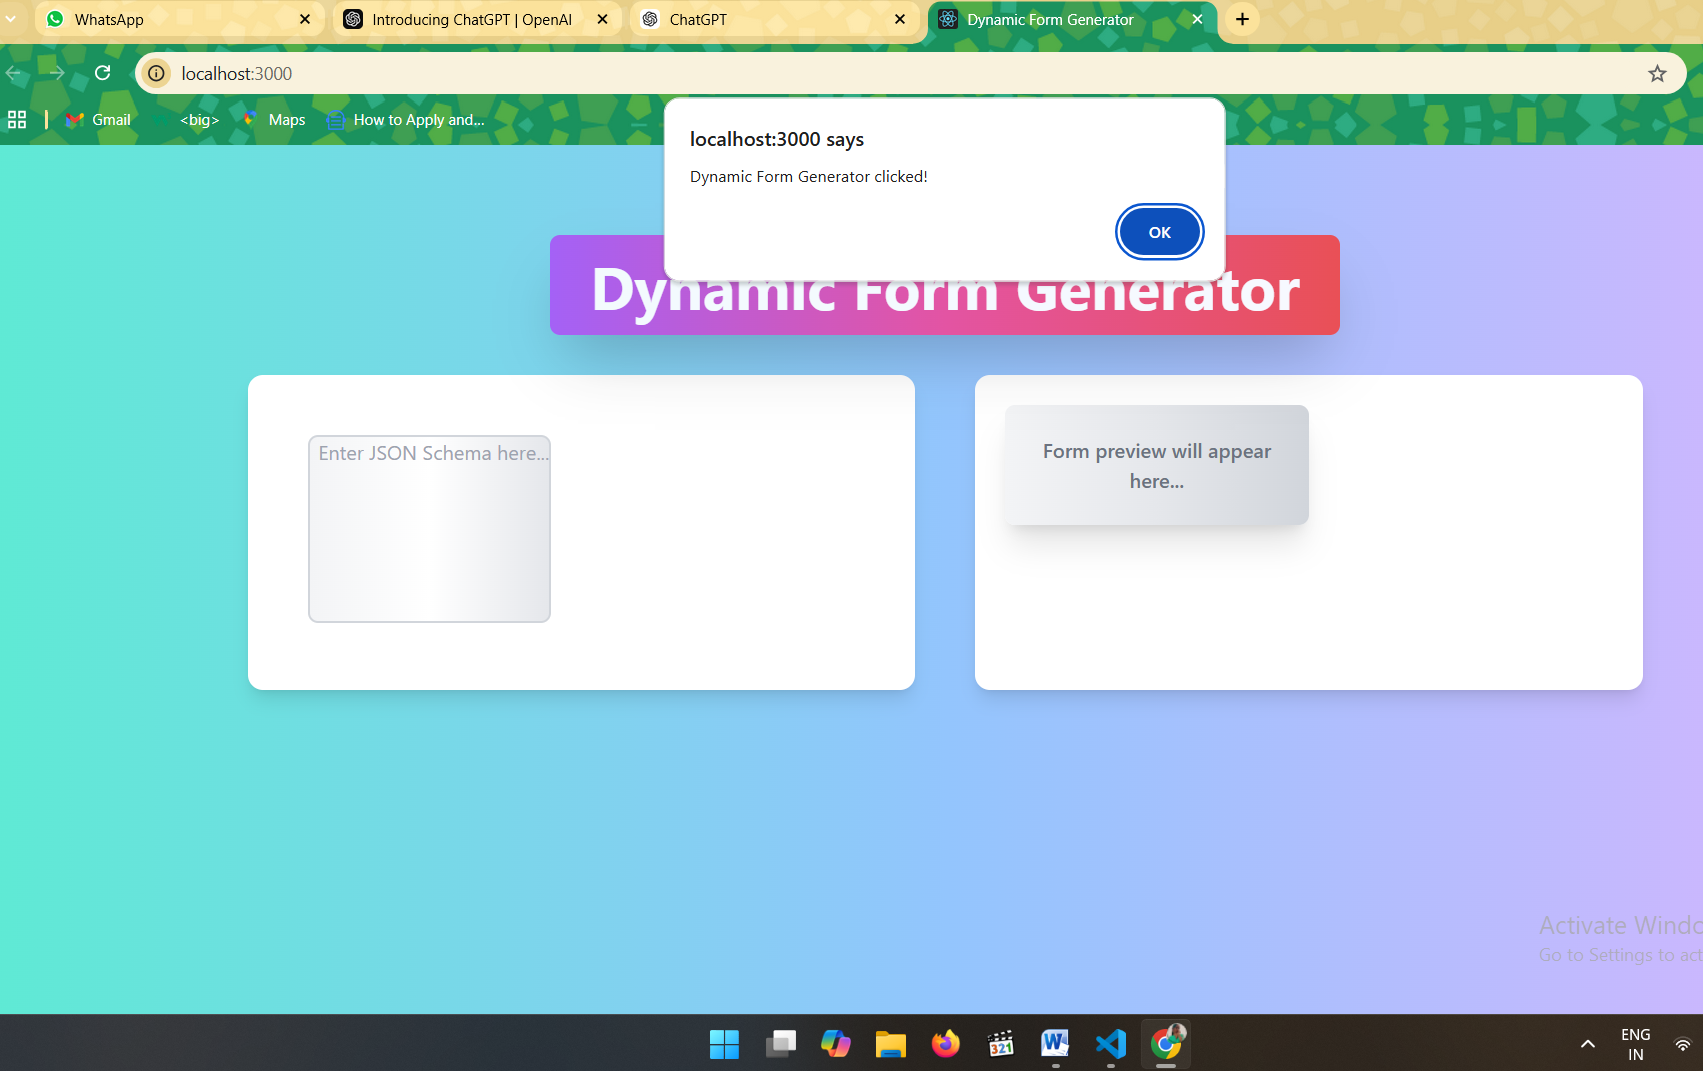 WhatsApp
Introducing ChatGPT | OpenAI
ChatGPT
Dynamic Form Generator
localhost:3000
Gmail
<big>
Maps
How to Apply and...
localhost:3000 says
Dynamic Form Generator clicked!
OK
Dynamic Form Generator
Enter JSON Schema here...
Form preview will appear
here...
Activate Windo
Go to Settings to act
321
W
ENG
IN